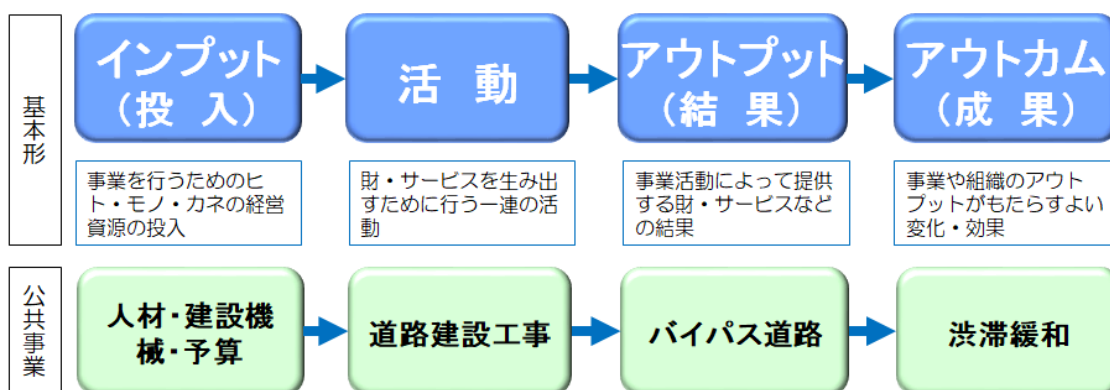 基本形
インプット
(投 入)
活 動
アウトプット
(結 果)
アウトカム
(成 果)
事業を行うためのヒ
ト・モノ・カネの経営
資源の投入
財・サービスを生み出
すために行う一連の活
動
事業活動によって提供
する財・サービスなど
の結果
事業や組織のアウト
プットがもたらすよい
変化・効果
公共事業
人材・建設機
械・予算
道路建設工事
バイパス道路
渋滞緩和